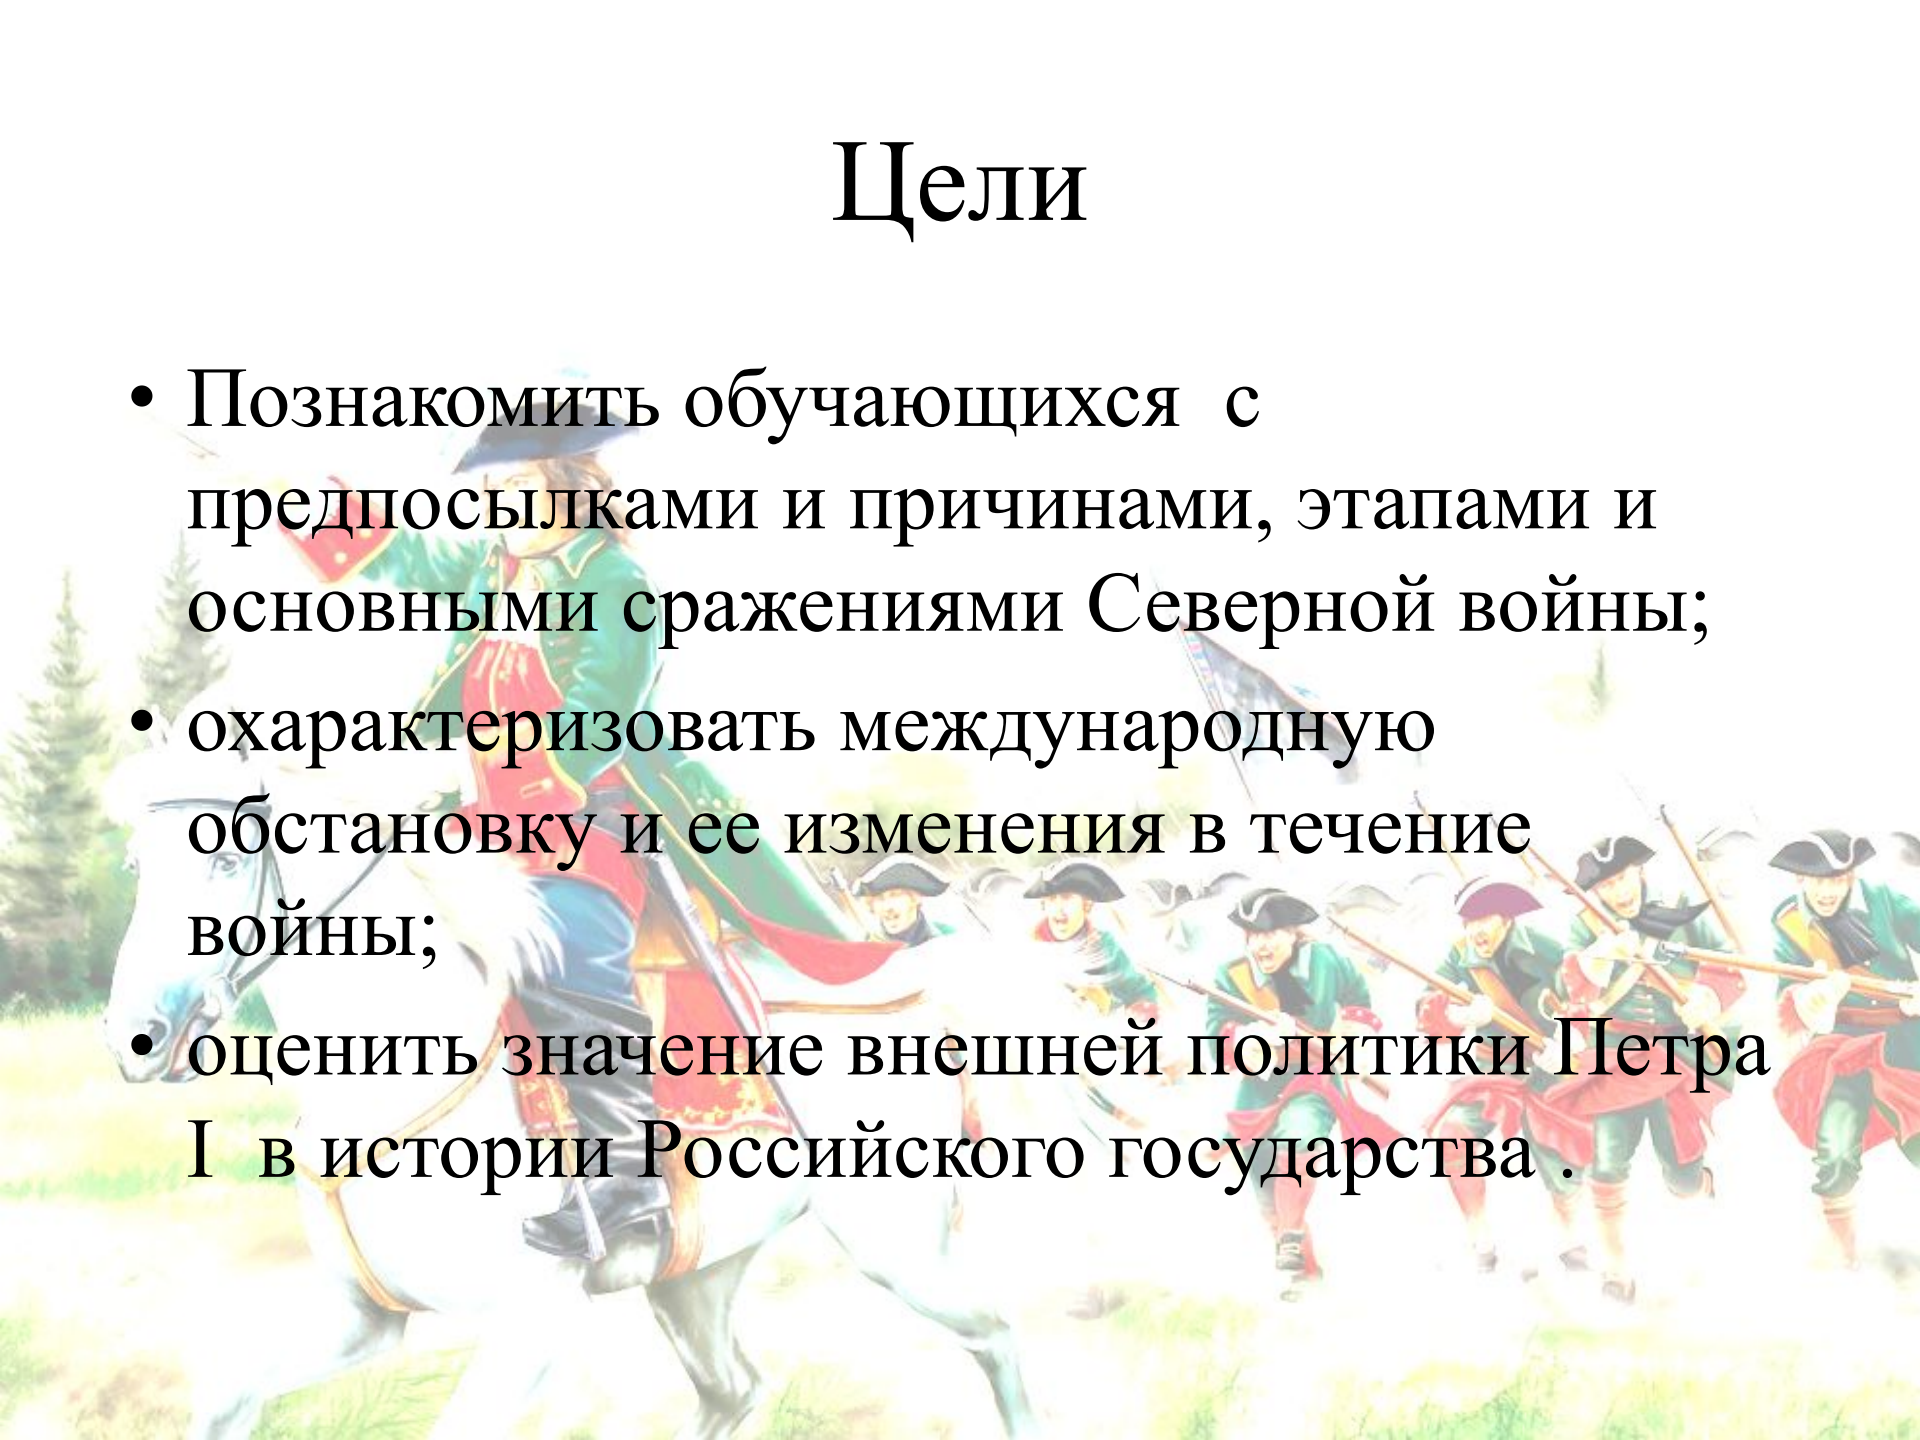 Цели
• Познакомить обучающихся  с
предпосылками и причинами, этапами и
основными сражениями Северной войны;
• охарактеризовать международную
обстановку и ее изменения в течение
войны;
• оценить значение внешней политики Петра
I  в истории Российского государства .